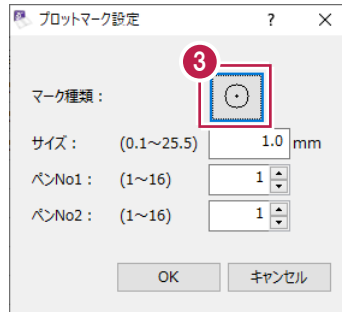 プロットマーク設定 ? ×
3
マーク種類：
サイズ： (0.1～25.5) 1.0 mm
ペンNo1： (1～16) 1
ペンNo2： (1～16) 1
OK キャンセル